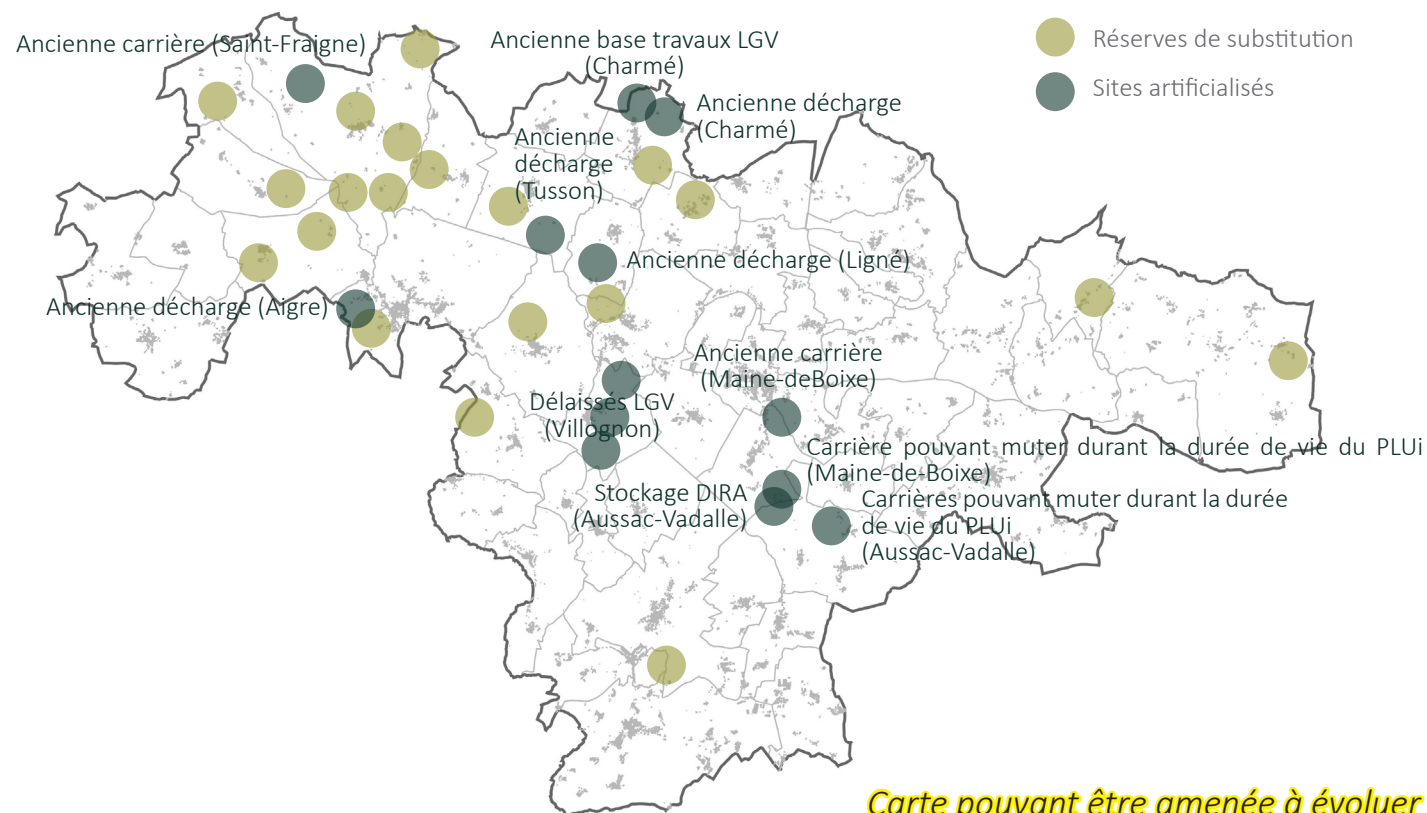 Ancienne carrière (Saint-Fraigne)
Ancienne base travaux LGV
(Charmé)
Réserves de substitution
Sites artificialisés
Ancienne décharge
(Charmé)
Ancienne
décharge
(Tusson)
Ancienne décharge (Ligné)
Ancienne décharge (Aigre)
Ancienne carrière
(Maine-deBoixe)
Délaissés LGV
(Villognon)
Carrière pouvant muter durant la durée de vie du PLUi
(Maine-de-Boixe)
Stockage DIRA
(Aussac-Vadalle)
Carrières pouvant muter durant la durée
de vie du PLUi
(Aussac-Vadalle)
Carte pouvant être amenée à évoluer